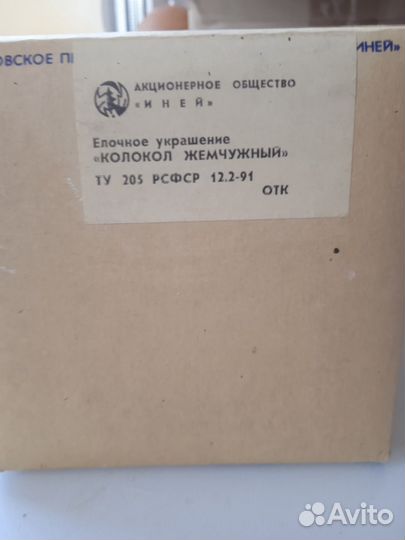 ОВСКОЕ П
ИНЕЙ»
АКЦИОНЕРНОЕ ОБЩЕСТВО
«ИНЕЙ»
Елочное украшение
«КОЛОКОЛ ЖЕМЧУЖНЫЙ»
ТУ 205 РСФСР 12.2-91
ОТК
Avito